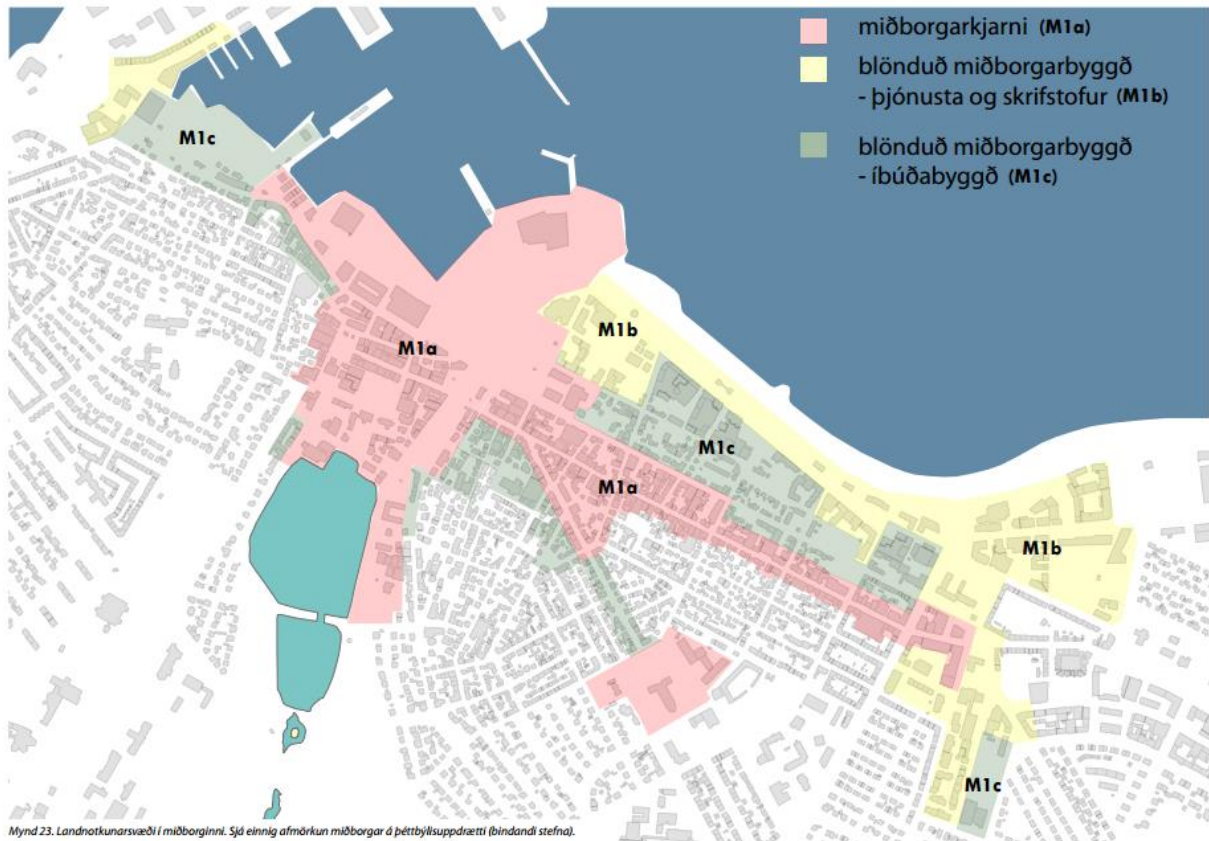 miðborgarkjarni (M1a)
blönduð miðborgarbyggð
- þjónusta og skrifstofur (M1b)
blönduð miðborgarbyggð
- íbúðabyggð (M1c)
M1c
M1b
M1a
M1c
M1a
M1b
M1c
Mynd 23. Landnotkunarsvæði í miðborginni. Sjá einnig afmörkun miðborgar á þéttbýlisuppdrætti (bindandi stefna).